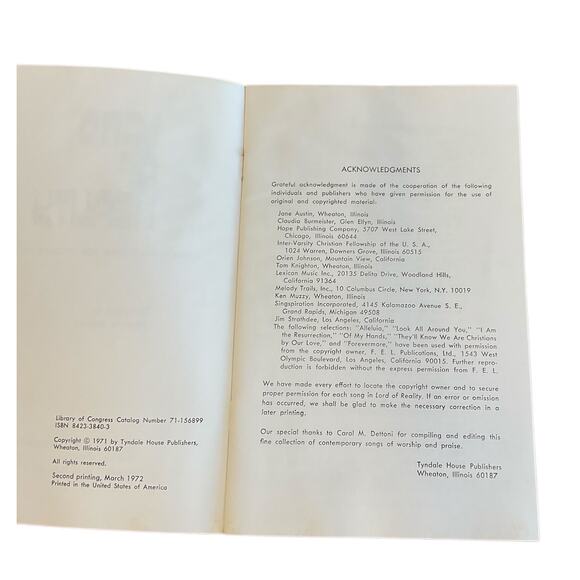 Library of Congress Catalog Number 71-156899
ISBN 8423-3840-3
Copyright © 1971 by Tyndale House Publishers,
Wheaton, Illinois 60187
All rights reserved.
Second printing, March 1972
Printed in the United States of America
ACKNOWLEDGMENTS
Grateful acknowledgment is made of the cooperation of the following
individuals and publishers who have given permission for the use of
original and copyrighted material:
Jane Austin, Wheaton, Illinois
Claudia Burmeister, Glen Ellyn, Illinois
Hope Publishing Company, 5707 West Lake Street,
Chicago, Illinois 60644
Inter-Varsity Christian Fellowship of the U. S. A.,
1024 Warren, Downers Grove, Illinois 60515
Orien Johnson, Mountain View, California
Tom Knighton, Wheaton, Illinois
Lexicon Music Inc., 20135 Delita Drive, Woodland Hills,
California 91364
Melody Trails, Inc., 10 Columbus Circle, New York, N.Y. 10019
Ken Muzzy, Wheaton, Illinois
Singspiration Incorporated, 4145 Kalamazoo Avenue S. E.,
Grand Rapids, Michigan 49508
Jim Strathdee, Los Angeles, California
The following selections: "Alleluia," "Look All Around You," "I Am
the Resurrection," "Of My Hands," "They'll Know We Are Christians
by Our Love," and "Forevermore," have been used with permission
from the copyright owner, F. E. L. Publications, Ltd., 1543 West
Olympic Boulevard, Los Angeles, California 90015. Further repro-
duction is forbidden without the express permission from F. E. L.
We have made every effort to locate the copyright owner and to secure
proper permission for each song in Lord of Reality. If an error or omission
has occurred, we shall be glad to make the necessary correction in a
later printing.
Our special thanks to Carol M. Dettoni for compiling and editing this
fine collection of contemporary songs of worship and praise.
Tyndale House Publishers
Wheaton, Illinois 60187